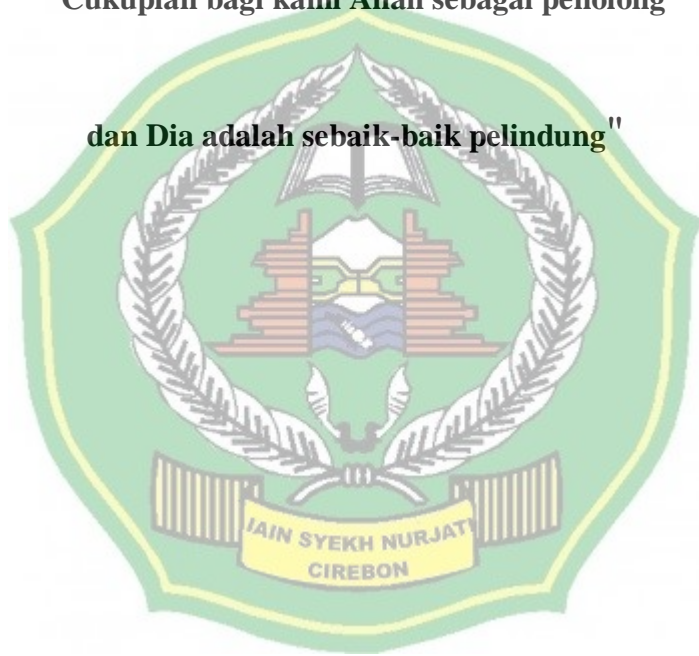 Cukuplah bagi kami Allah sebagai penolong
dan Dia adalah sebaik-baik pelindung"
IAIN SYEKH NURJATI
CIREBON